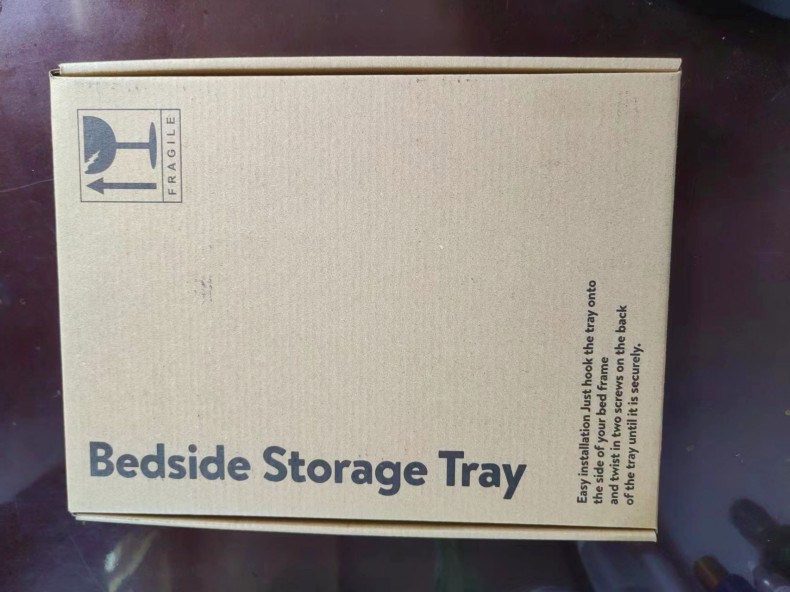 FRAGILE
Bedside Storage Tray
Easy installation Just hook the tray onto
the side of your bed frame
and twist in two screws on the back
of the tray until it is securely.